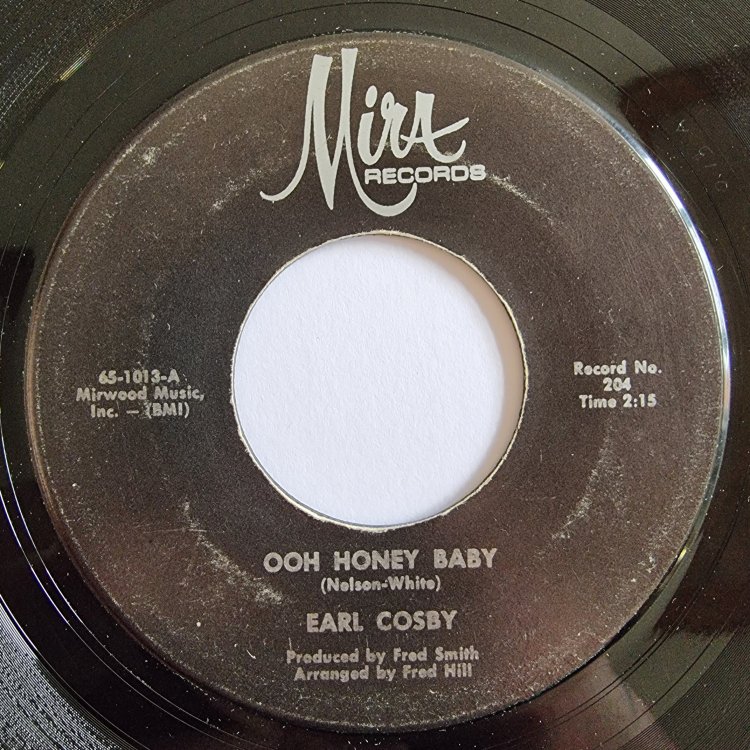 Mira
RECORDS
65-1013-A
Mirwood Music,
Inc. — (BMI)
Record No.
204
Time 2:15
OOH HONEY BABY
(Nelson-White)
EARL COSBY
Produced by Fred Smith
Arranged by Fred Hill